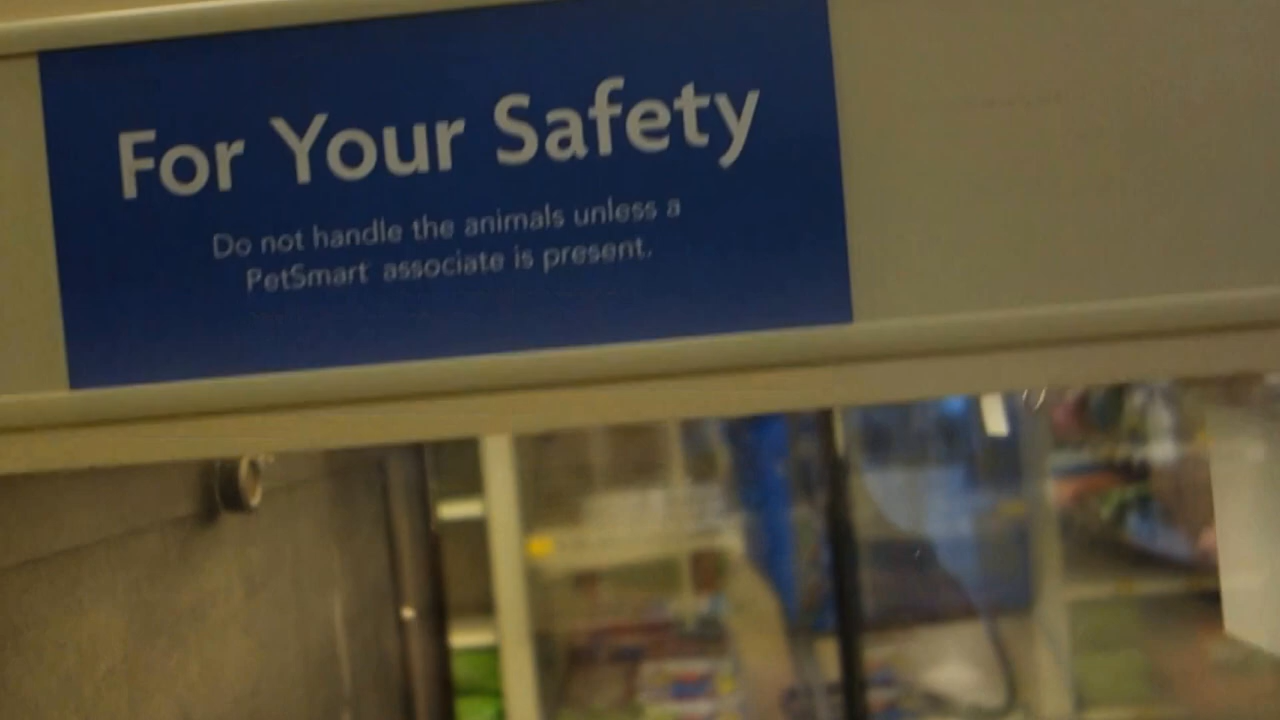 For Your Safety
Do not handle the animals unless a
PetSmart associate is present.